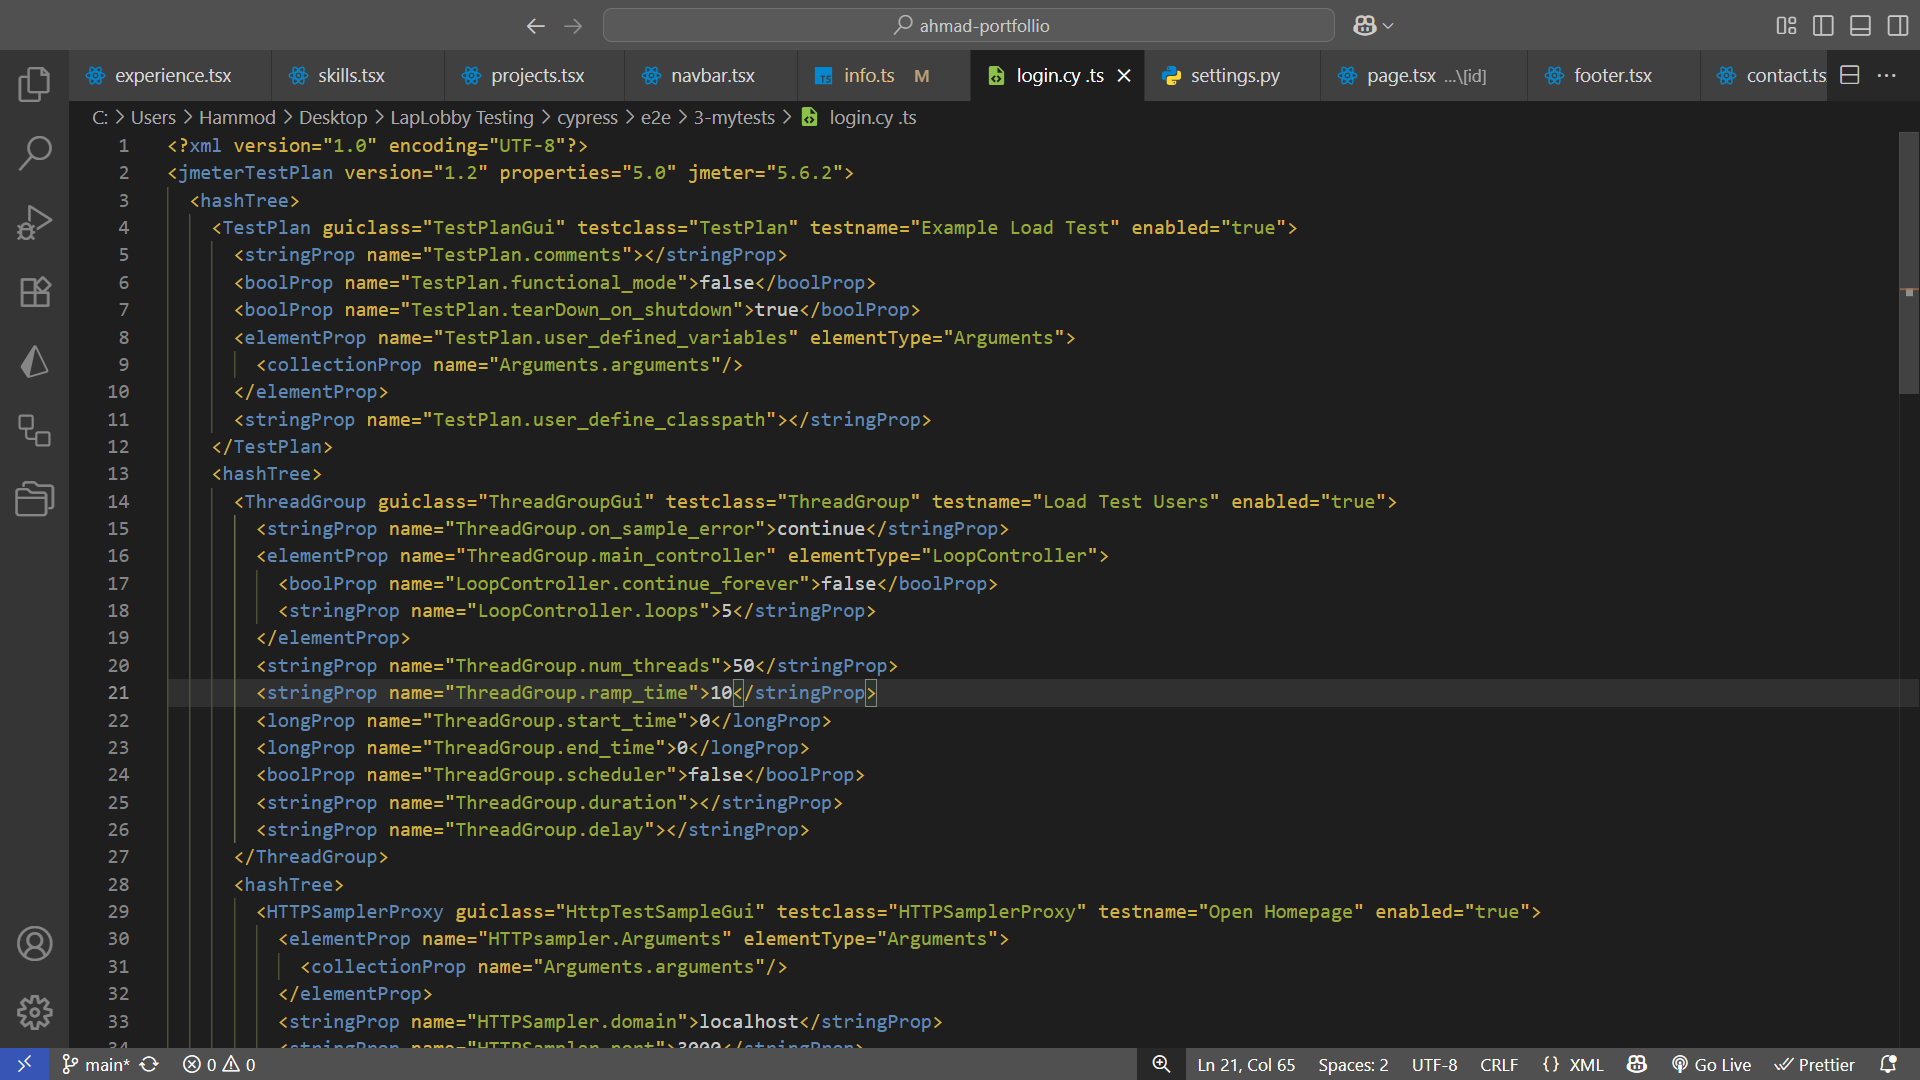 ahmad-portfollio
experience.tsx skills.tsx projects.tsx navbar.tsx info.ts M login.cy .ts settings.py page.tsx ...\[id] footer.tsx contact.ts
C: > Users > Hammod > Desktop > LapLobby Testing > cypress > e2e > 3-mytests > login.cy .ts
1 <?xml version="1.0" encoding="UTF-8"?>
2 <jmeterTestPlan version="1.2" properties="5.0" jmeter="5.6.2">
3 <hashTree>
4 <TestPlan guiclass="TestPlanGui" testclass="TestPlan" testname="Example Load Test" enabled="true">
5 <stringProp name="TestPlan.comments"></stringProp>
6 <boolProp name="TestPlan.functional_mode">false</boolProp>
7 <boolProp name="TestPlan.tearDown_on_shutdown">true</boolProp>
8 <elementProp name="TestPlan.user_defined_variables" elementType="Arguments">
9 <collectionProp name="Arguments.arguments"/>
10 </elementProp>
11 <stringProp name="TestPlan.user_define_classpath"></stringProp>
12 </TestPlan>
13 <hashTree>
14 <ThreadGroup guiclass="ThreadGroupGui" testclass="ThreadGroup" testname="Load Test Users" enabled="true">
15 <stringProp name="ThreadGroup.on_sample_error">continue</stringProp>
16 <elementProp name="ThreadGroup.main_controller" elementType="LoopController">
17 <boolProp name="LoopController.continue_forever">false</boolProp>
18 <stringProp name="LoopController.loops">5</stringProp>
19 </elementProp>
20 <stringProp name="ThreadGroup.num_threads">50</stringProp>
21 <stringProp name="ThreadGroup.ramp_time">10</stringProp>
22 <longProp name="ThreadGroup.start_time">0</longProp>
23 <longProp name="ThreadGroup.end_time">0</longProp>
24 <boolProp name="ThreadGroup.scheduler">false</boolProp>
25 <stringProp name="ThreadGroup.duration"></stringProp>
26 <stringProp name="ThreadGroup.delay"></stringProp>
27 </ThreadGroup>
28 <hashTree>
29 <HTTPSamplerProxy guiclass="HttpTestSampleGui" testclass="HTTPSamplerProxy" testname="Open Homepage" enabled="true">
30 <elementProp name="HTTPsampler.Arguments" elementType="Arguments">
31 <collectionProp name="Arguments.arguments"/>
32 </elementProp>
33 <stringProp name="HTTPSampler.domain">localhost</stringProp>
34 <stringProp name="HTTPSampler.port">3000</stringProp>
main* 0 0 Ln 21, Col 65 Spaces: 2 UTF-8 CRLF {} XML Go Live Prettier